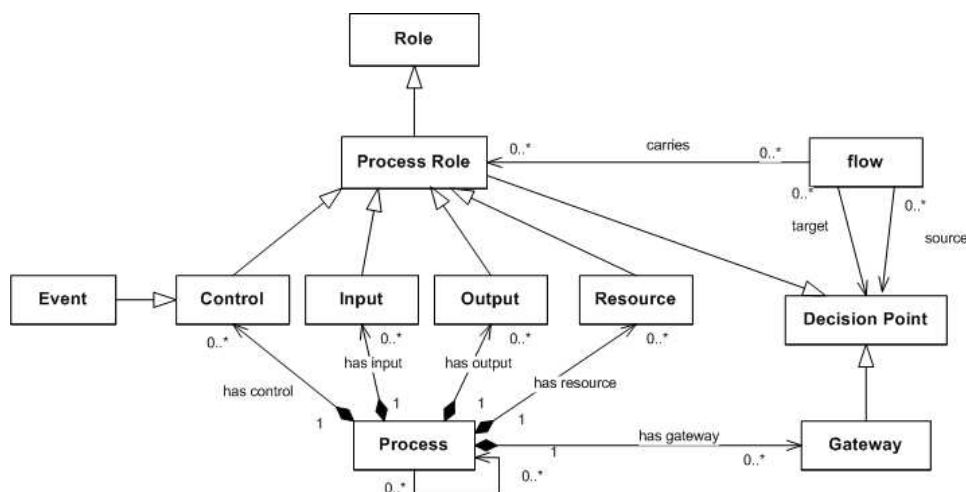 Role
0..*
carries
0..*
Process Role
flow
0..*
0..*
target
source
Event
Control
Input
Output
Resource
Decision Point
0..*
0..*
0..*
0..*
has input
has output
has resource
has control
1
1
1
1
Process
has gateway
1
0..*
Gateway
0..*
0..*